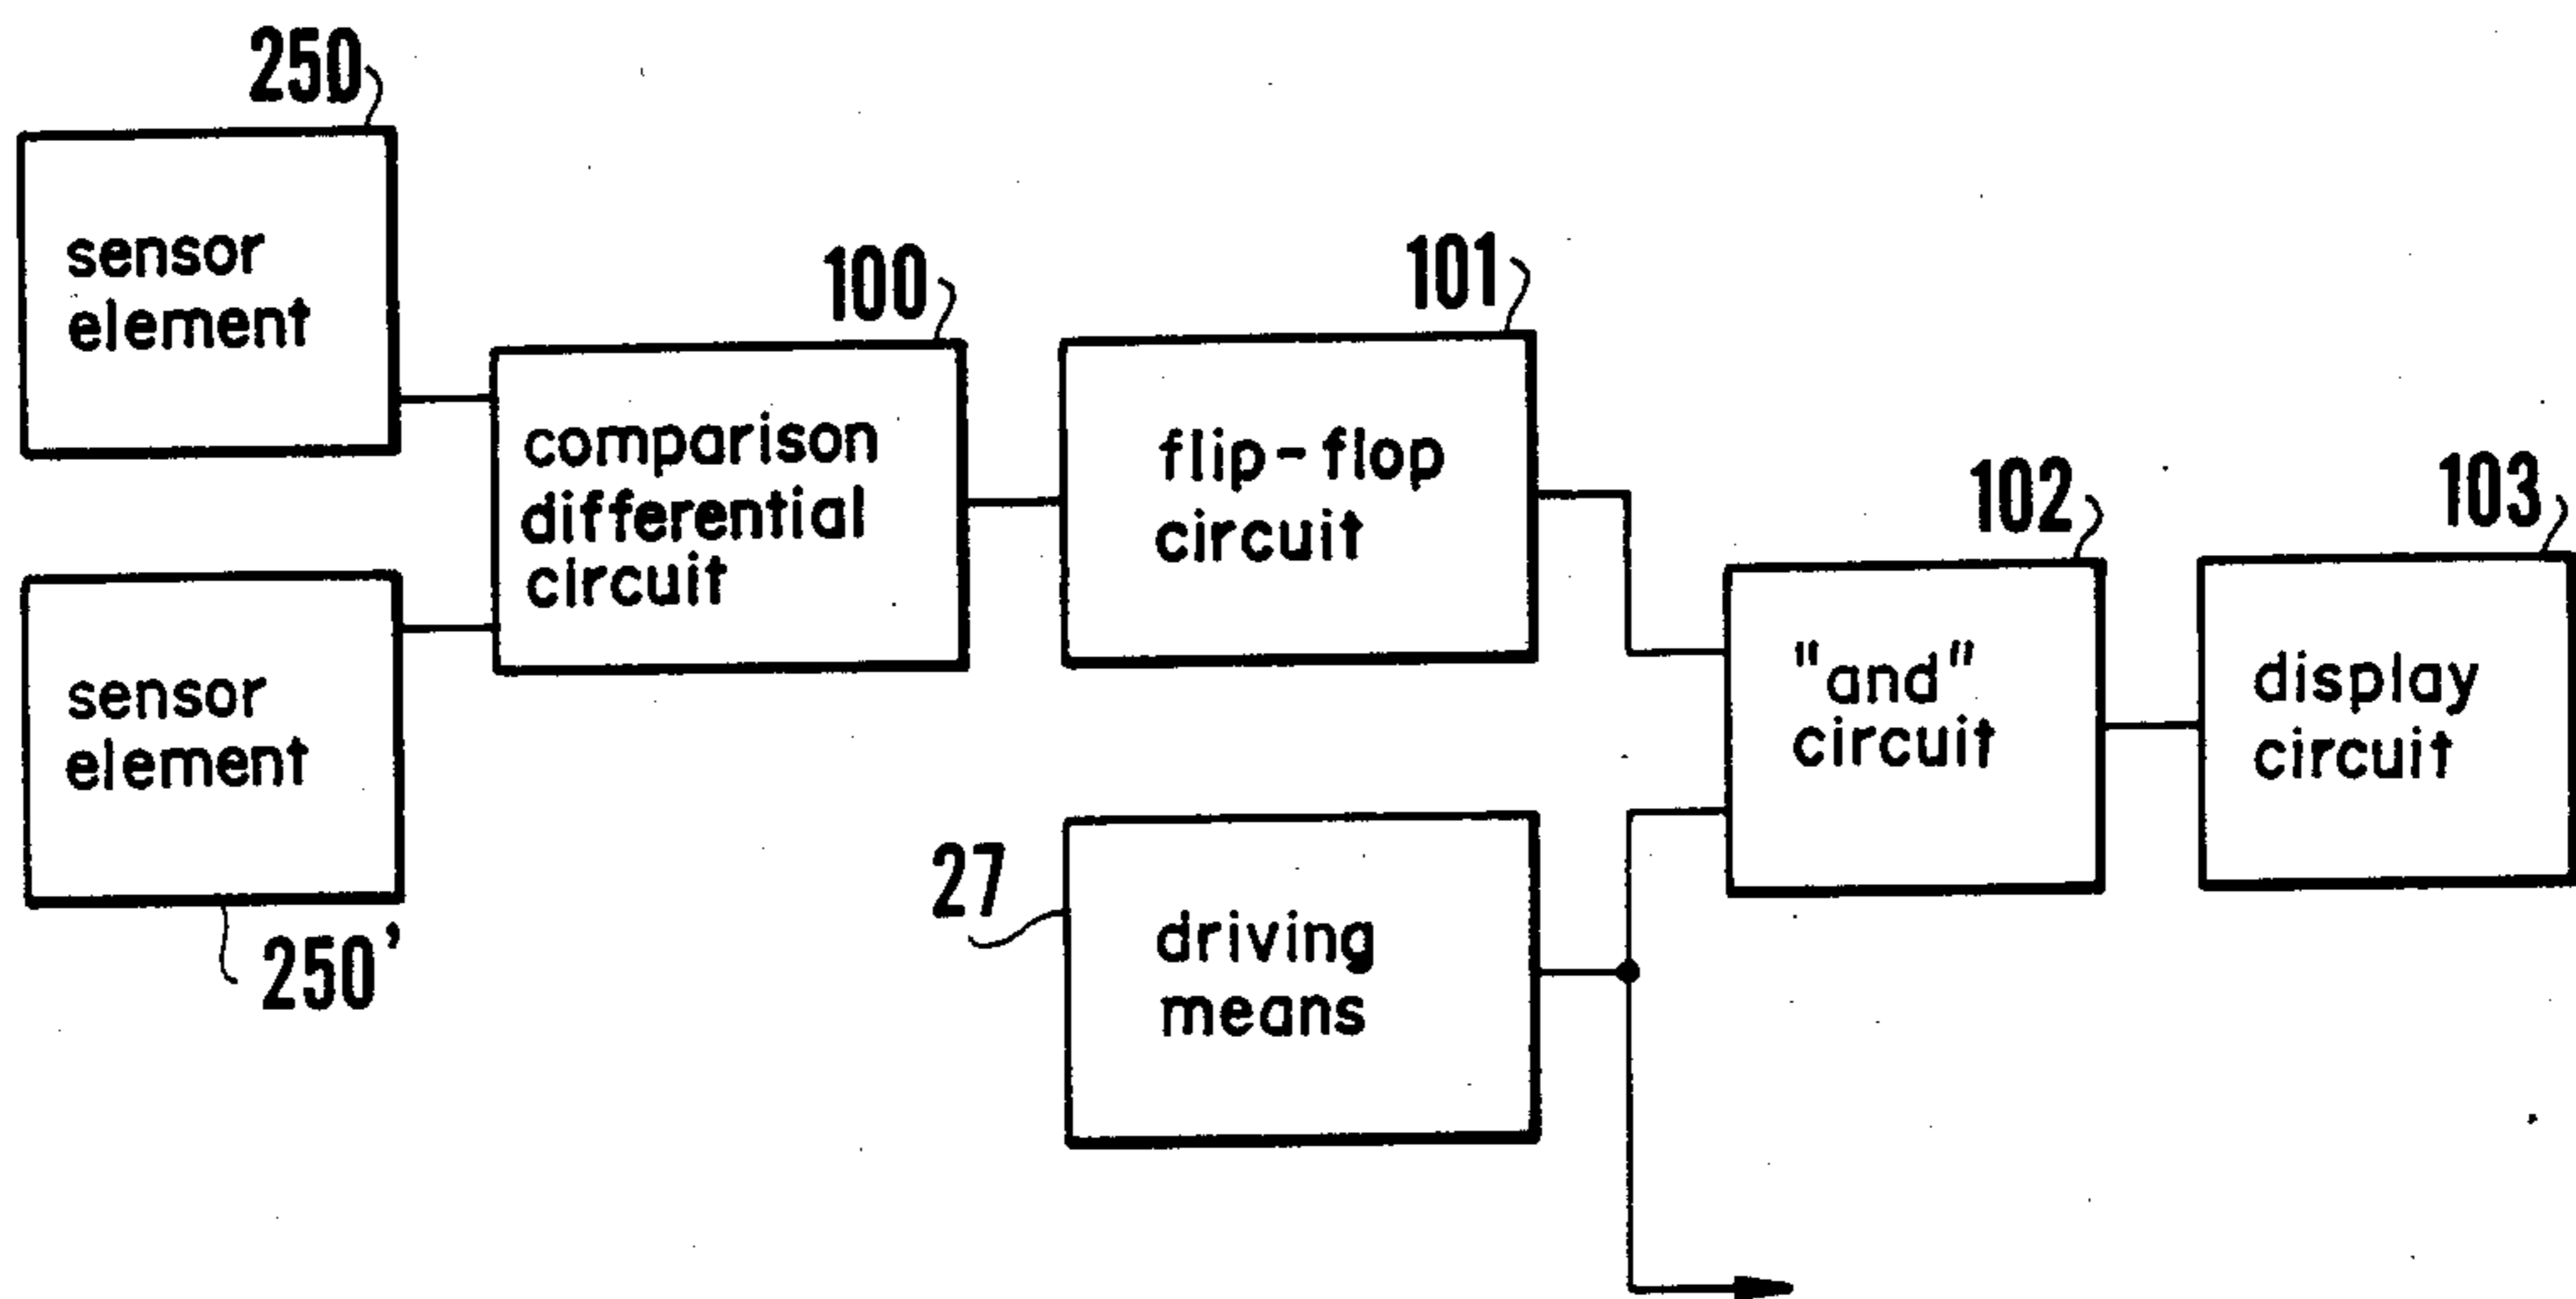 250
sensor
element
100
comparison
differential
circuit
101
flip-flop
circuit
102
"and"
circuit
103
display
circuit
sensor
element
250'
27
driving
means